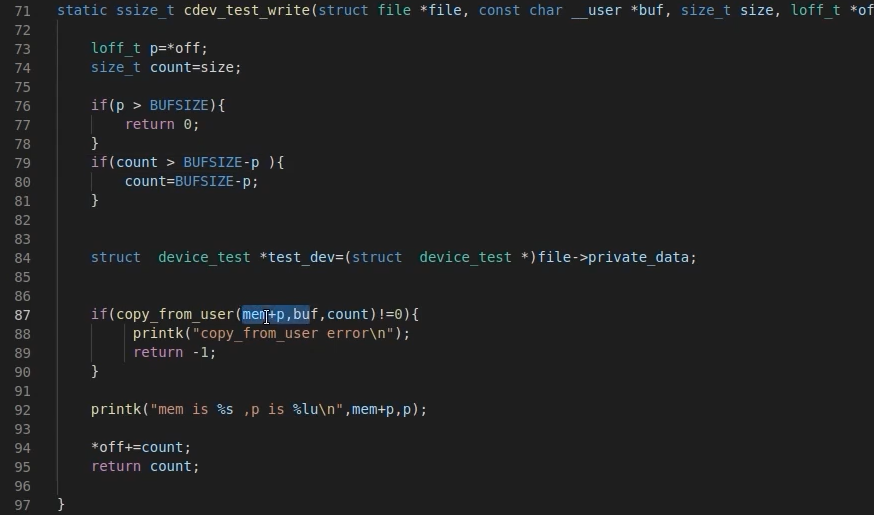 71 static ssize_t cdev_test_write(struct file *file, const char __user *buf, size_t size, loff_t *of
72
73 loff_t p=*off;
74 size_t count=size;
75
76 if(p > BUFSIZE){
77 return 0;
78 }
79 if(count > BUFSIZE-p ){
80 count=BUFSIZE-p;
81 }
82
83
84 struct  device_test *test_dev=(struct  device_test *)file->private_data;
85
86
87 if(copy_from_user(mem+p,buf,count)!=0){
88 printk("copy_from_user error\n");
89 return -1;
90 }
91
92 printk("mem is %s ,p is %lu\n",mem+p,p);
93
94 *off+=count;
95 return count;
96
97 }